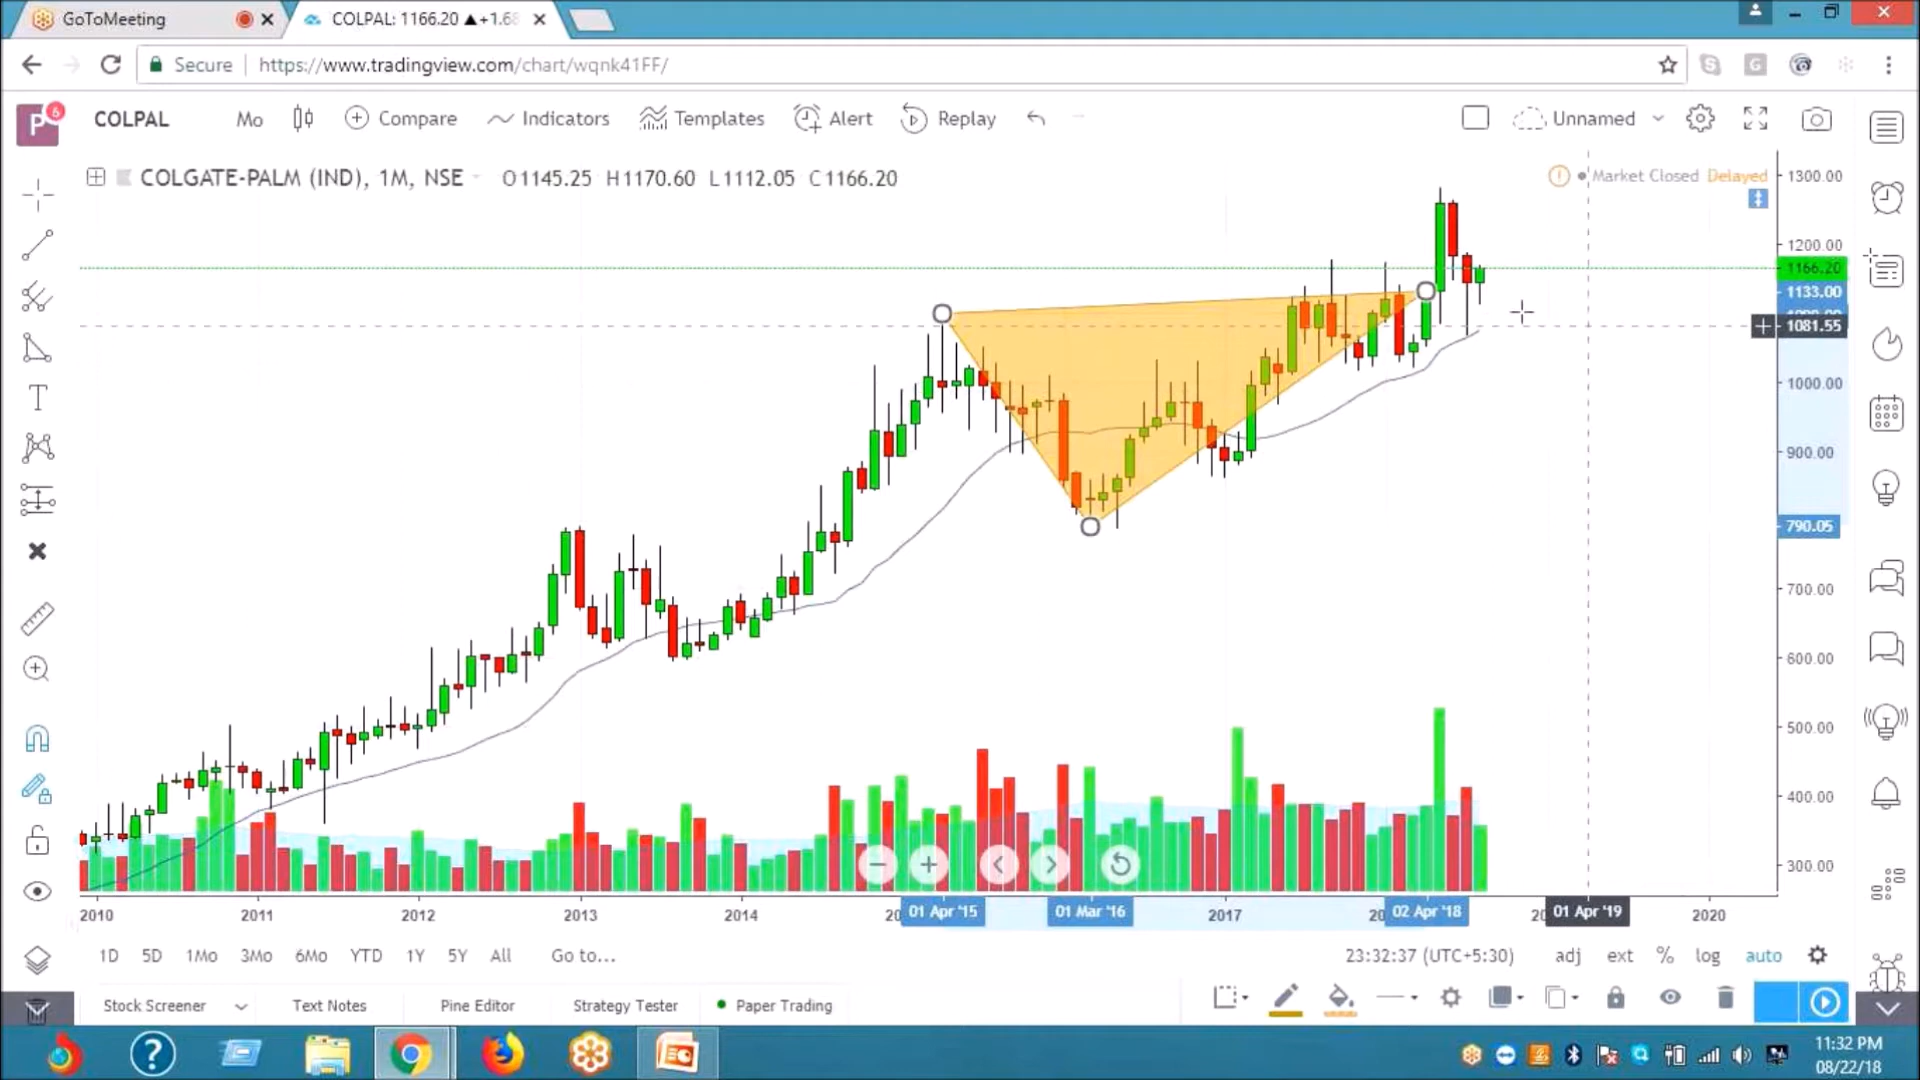 GoToMeeting
COLPAL: 1166.20 ▲+1.68
Secure
https://www.tradingview.com/chart/wqnk41FF/
P
6
COLPAL
Mo
Compare
Indicators
Templates
Alert
Replay
Unnamed
COLGATE-PALM (IND), 1M, NSE
O1145.25 H1170.60 L1112.05 C1166.20
Market Closed Delayed
1300.00
1200.00
1166.20
1133.00
1081.55
1000.00
900.00
790.05
700.00
600.00
500.00
400.00
300.00
2010
2011
2012
2013
2014
01 Apr '15
01 Mar '16
2017
02 Apr '18
01 Apr '19
2020
1D 5D 1Mo 3Mo 6Mo YTD 1Y 5Y All Go to...
23:32:37 (UTC+5:30) adj ext % log auto
Stock Screener Text Notes Pine Editor Strategy Tester Paper Trading
11:32 PM
08/22/18